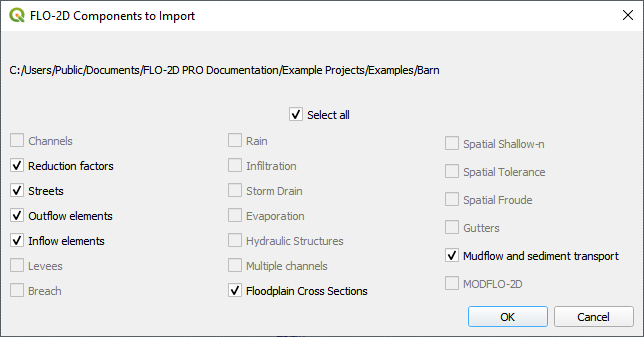 FLO-2D Components to Import
C:/Users/Public/Documents/FLO-2D PRO Documentation/Example Projects/Examples/Barn
Select all
Channels
Reduction factors
Streets
Outflow elements
Inflow elements
Levees
Breach
Rain
Infiltration
Storm Drain
Evaporation
Hydraulic Structures
Multiple channels
Floodplain Cross Sections
Spatial Shallow-n
Spatial Tolerance
Spatial Froude
Gutters
Mudflow and sediment transport
MODFLO-2D
OK
Cancel